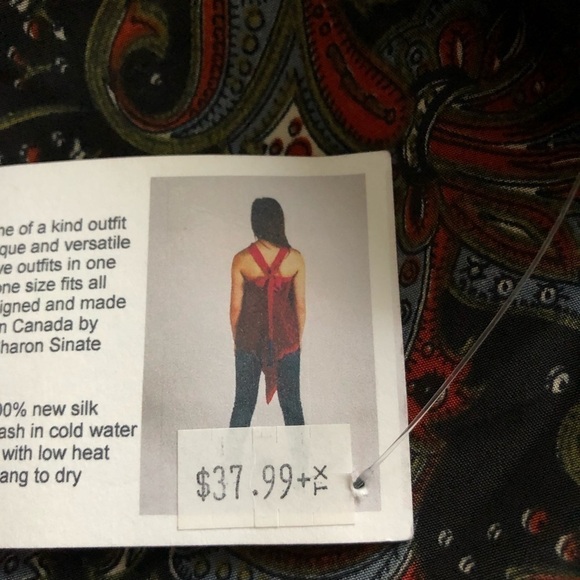 ne of a kind outfit
que and versatile
ve outfits in one
one size fits all
igned and made
n Canada by
haron Sinate
00% new silk
ash in cold water
with low heat
ang to dry
$37.99+TX